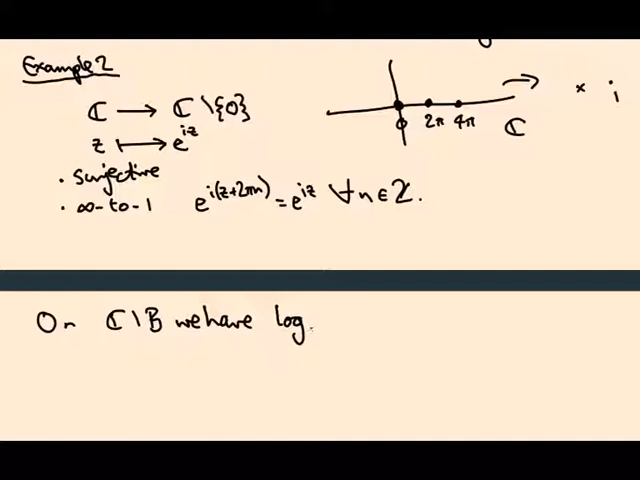 Example 2
ℂ → ℂ \ {0}
z ↦ e^{iz}
• surjective
• ∞-to-1 e^{i(z+2πn)} = e^{iz} ∀n∈ℤ.
0 2π 4π ℂ
× i
On ℂ\B we have log.